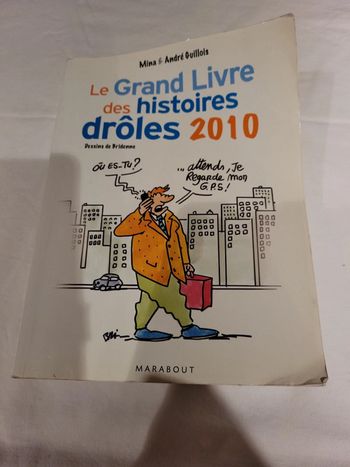 Mina & André Guillois
Le Grand Livre
des histoires
drôles 2010
Dessins de Bridenne
OÙ ES-TU?
... attends, Je
Regarde mon
G.P.S!
MARABOUT